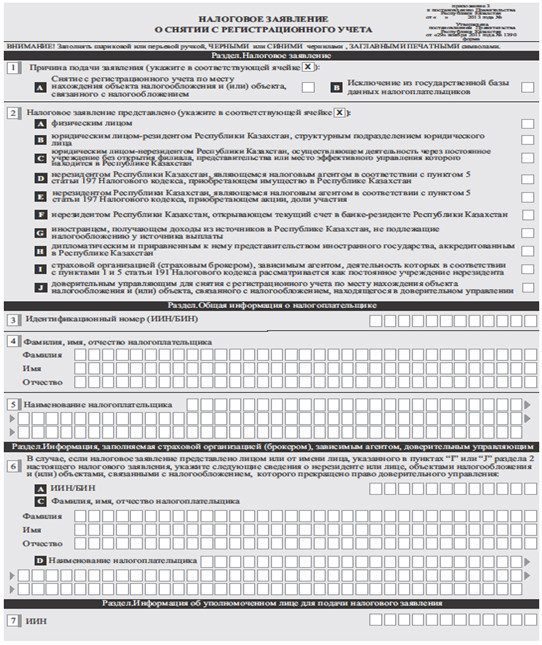 приложение 3
к постановлению Правительства
Республики Казахстан
от « » 2013 года №
Утверждена
постановлением Правительства
Республики Казахстан
НАЛОГОВОЕ ЗАЯВЛЕНИЕ
О СНЯТИИ С РЕГИСТРАЦИОННОГО УЧЕТА
ВНИМАНИЕ! Заполнять шариковой или перьевой ручкой, ЧЕРНЫМИ или СИНИМИ чернилами , ЗАГЛАВНЫМИ ПЕЧАТНЫМИ символами.
Раздел.Налоговое заявление
1 Причина подачи заявления (укажите в соответствующей ячейке X ):
A Снятие с регистрационного учета по месту
нахождения объекта налогообложения и (или) объекта,
связанного с налогообложением
B Исключение из государственной базы
данных налогоплательщиков
2 Налоговое заявление представлено (укажите в соответствующей ячейке X ):
A физическим лицом
B юридическим лицом-резидентом Республики Казахстан, структурным подразделением юридического
лица
C юридическим лицом-нерезидентом Республики Казахстан, осуществляющем деятельность через постоянное
учреждение без открытия филиала, представительства или место эффективного управления которого
находится в Республике Казахстан
D нерезидентом Республики Казахстан, являющемся налоговым агентом в соответствии с пунктом 5
статьи 197 Налогового кодекса, приобретающим имущество в Республике Казахстан
E нерезидентом Республики Казахстан, являющемся налоговым агентом в соответствии с пунктом 5
статьи 197 Налогового кодекса, приобретающим акции, доли участия
F нерезидентом Республики Казахстан, открывающем текущий счет в банке-резиденте Республики Казахстан
G иностранцем, получающем доходы из источников в Республике Казахстан, не подлежащие
налогообложению у источника выплаты
H дипломатическим и приравненным к нему представительством иностранного государства, аккредитованным
в Республике Казахстан
I страховой организацией (страховым брокером), зависимым агентом, деятельность которых в соответствии
с пунктами 1 и 5 статьи 191 Налогового кодекса рассматривается как постоянное учреждение нерезидента
J доверительным управляющим для снятия с регистрационного учета по месту нахождения объекта
налогообложения и (или) объекта, связанного с налогообложением, находящегося в доверительном управлении
Раздел.Общая информация о налогоплательщике
3 Идентификационный номер (ИИН/БИН)
4 Фамилия, имя, отчество налогоплательщика
Фамилия
Имя
Отчество
5 Наименование налогоплательщика
Раздел.Информация, заполняемая страховой организацией (брокером), зависимым агентом, доверительным управляющим
6 В случае, если налоговое заявление представлено лицом или от имени лица, указанного в пунктах “I” или “J” раздела 2
настоящего налогового заявления, укажите следующие сведения о нерезиденте или лице, объектами налогообложения
и (или) объектами, связанными с налогообложением, которого прекращено право доверительного управления:
A ИИН/БИН
C Фамилия, имя, отчество налогоплательщика
Фамилия
Имя
Отчество
D Наименование налогоплательщика
Раздел.Информация об уполномоченном лице для подачи налогового заявления
7 ИИН